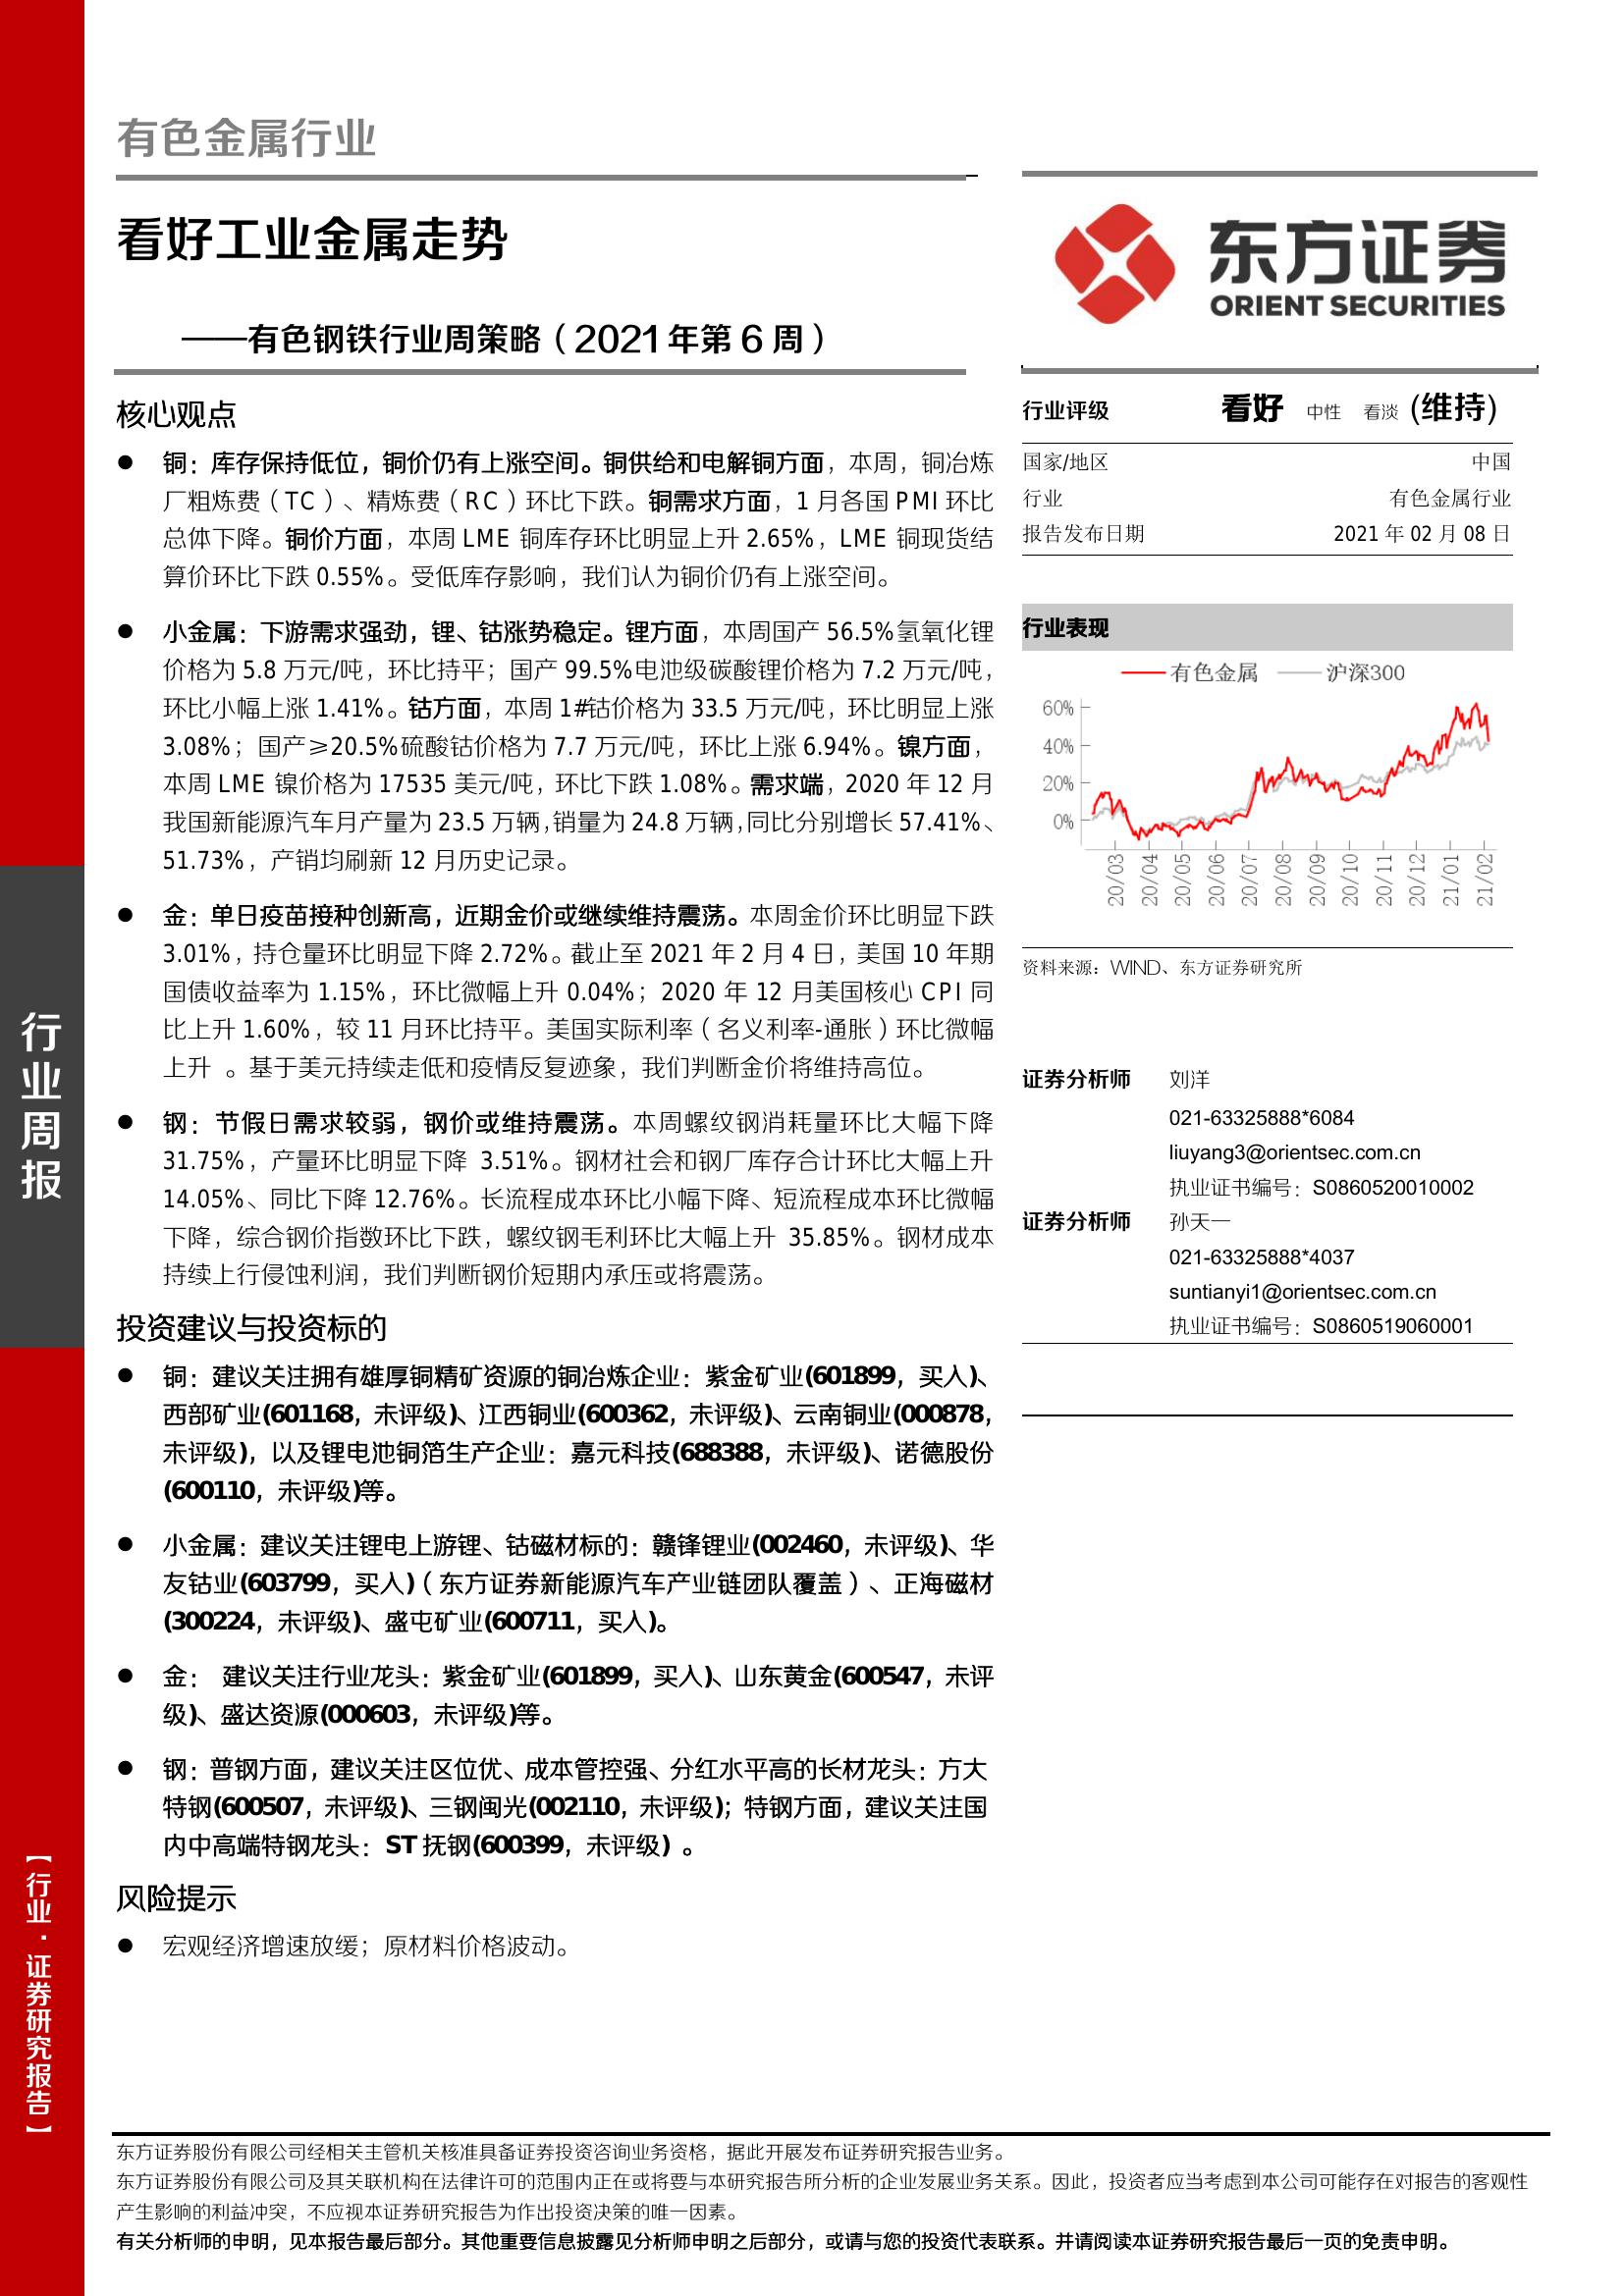 有色金属行业
看好工业金属走势
——有色钢铁行业周策略（2021年第6周）
核心观点
● 铜：库存保持低位，铜价仍有上涨空间。铜供给和电解铜方面，本周，铜冶炼
厂粗炼费（TC）、精炼费（RC）环比下跌。铜需求方面，1 月各国 PMI 环比
总体下降。铜价方面，本周 LME 铜库存环比明显上升 2.65%，LME 铜现货结
算价环比下跌 0.55%。受低库存影响，我们认为铜价仍有上涨空间。
● 小金属：下游需求强劲，锂、钴涨势稳定。锂方面，本周国产 56.5%氢氧化锂
价格为 5.8 万元/吨，环比持平；国产 99.5%电池级碳酸锂价格为 7.2 万元/吨，
环比小幅上涨 1.41%。钴方面，本周 1#钴价格为 33.5 万元/吨，环比明显上涨
3.08%；国产≥20.5%硫酸钴价格为 7.7 万元/吨，环比上涨 6.94%。镍方面，
本周 LME 镍价格为 17535 美元/吨，环比下跌 1.08%。需求端，2020 年 12 月
我国新能源汽车月产量为 23.5 万辆,销量为 24.8 万辆,同比分别增长 57.41%、
51.73%，产销均刷新 12 月历史记录。
● 金：单日疫苗接种创新高，近期金价或继续维持震荡。本周金价环比明显下跌
3.01%，持仓量环比明显下降 2.72%。截止至 2021 年 2 月 4 日，美国 10 年期
国债收益率为 1.15%，环比微幅上升 0.04%；2020 年 12 月美国核心 CPI 同
比上升 1.60%，较 11 月环比持平。美国实际利率（名义利率-通胀）环比微幅
上升 。基于美元持续走低和疫情反复迹象，我们判断金价将维持高位。
● 钢：节假日需求较弱，钢价或维持震荡。本周螺纹钢消耗量环比大幅下降
31.75%，产量环比明显下降 3.51%。钢材社会和钢厂库存合计环比大幅上升
14.05%、同比下降 12.76%。长流程成本环比小幅下降、短流程成本环比微幅
下降，综合钢价指数环比下跌，螺纹钢毛利环比大幅上升 35.85%。钢材成本
持续上行侵蚀利润，我们判断钢价短期内承压或将震荡。
投资建议与投资标的
● 铜：建议关注拥有雄厚铜精矿资源的铜冶炼企业：紫金矿业(601899，买入)、
西部矿业(601168，未评级)、江西铜业(600362，未评级)、云南铜业(000878，
未评级)，以及锂电池铜箔生产企业：嘉元科技(688388，未评级)、诺德股份
(600110，未评级)等。
● 小金属：建议关注锂电上游锂、钴磁材标的：赣锋锂业(002460，未评级)、华
友钴业(603799，买入)（东方证券新能源汽车产业链团队覆盖）、正海磁材
(300224，未评级)、盛屯矿业(600711，买入)。
● 金： 建议关注行业龙头：紫金矿业(601899，买入)、山东黄金(600547，未评
级)、盛达资源(000603，未评级)等。
● 钢：普钢方面，建议关注区位优、成本管控强、分红水平高的长材龙头：方大
特钢(600507，未评级)、三钢闽光(002110，未评级)；特钢方面，建议关注国
内中高端特钢龙头：ST 抚钢(600399，未评级) 。
风险提示
● 宏观经济增速放缓；原材料价格波动。
东方证券
ORIENT SECURITIES
行业评级 看好 中性 看淡 (维持)
国家/地区 中国
行业 有色金属行业
报告发布日期 2021 年 02 月 08 日
行业表现
有色金属 沪深300
60%
40%
20%
0%
20/03 20/04 20/05 20/06 20/07 20/08 20/09 20/10 20/11 20/12 21/01 21/02
资料来源：WIND、东方证券研究所
证券分析师 刘洋
021-63325888*6084
liuyang3@orientsec.com.cn
执业证书编号：S0860520010002
证券分析师 孙天一
021-63325888*4037
suntianyi1@orientsec.com.cn
执业证书编号：S0860519060001
行业周报
【行业·证券研究报告】
东方证券股份有限公司经相关主管机关核准具备证券投资咨询业务资格，据此开展发布证券研究报告业务。
东方证券股份有限公司及其关联机构在法律许可的范围内正在或将要与本研究报告所分析的企业发展业务关系。因此，投资者应当考虑到本公司可能存在对报告的客观性
产生影响的利益冲突，不应视本证券研究报告为作出投资决策的唯一因素。
有关分析师的申明，见本报告最后部分。其他重要信息披露见分析师申明之后部分，或请与您的投资代表联系。并请阅读本证券研究报告最后一页的免责申明。